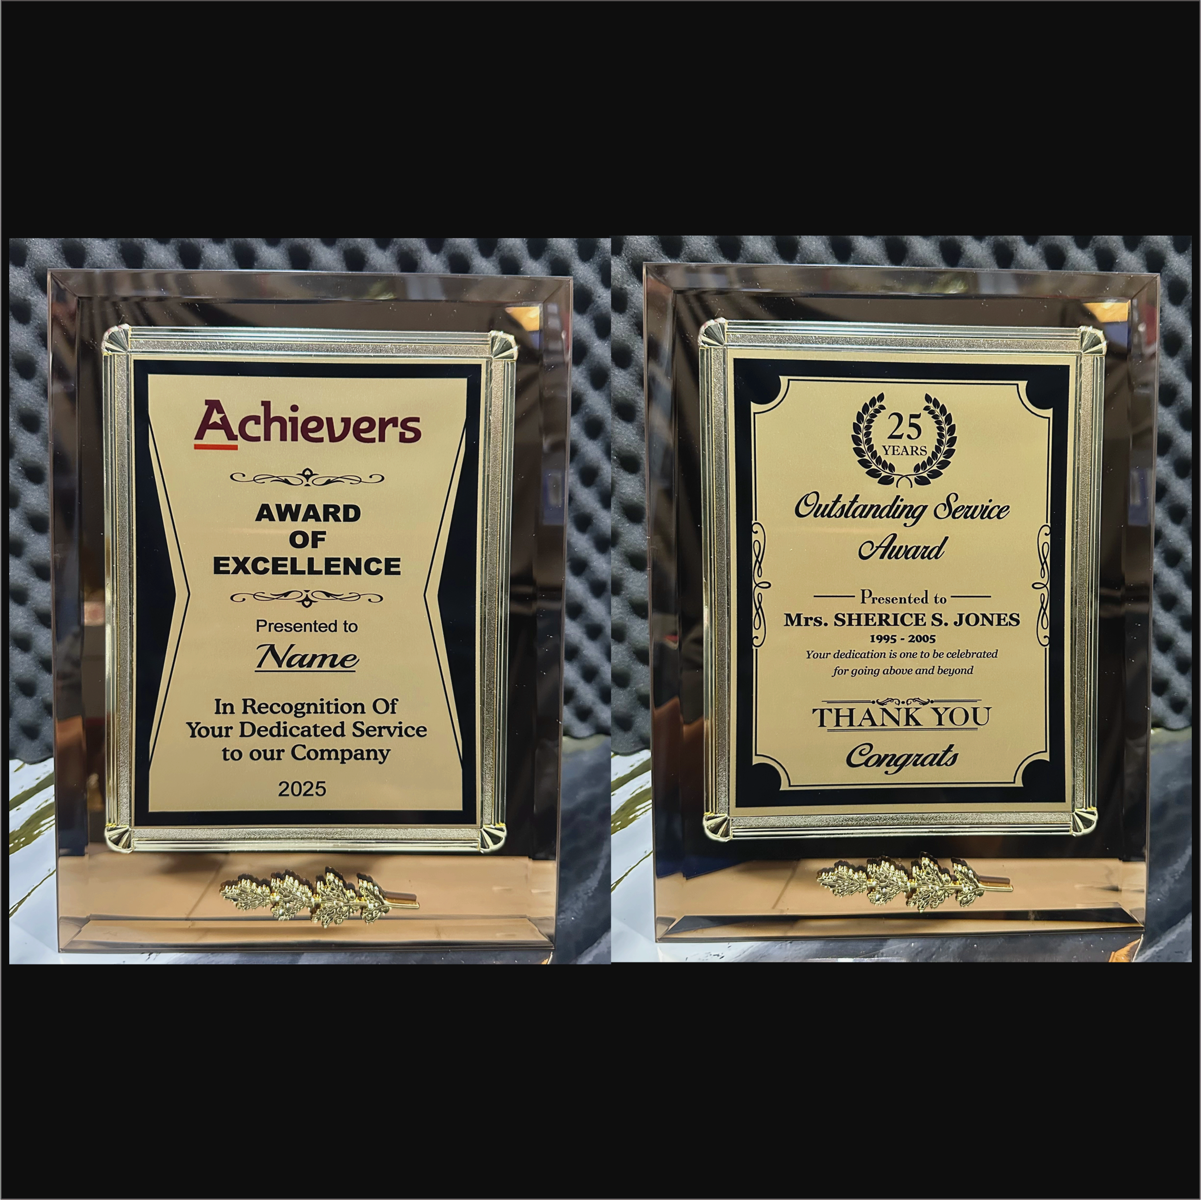 Achievers
AWARD
OF
EXCELLENCE
Presented to
Name
In Recognition Of
Your Dedicated Service
to our Company
2025
25
YEARS
Outstanding Service
Award
Presented to
Mrs. SHERICE S. JONES
1995 - 2005
Your dedication is one to be celebrated
for going above and beyond
THANK YOU
Congrats